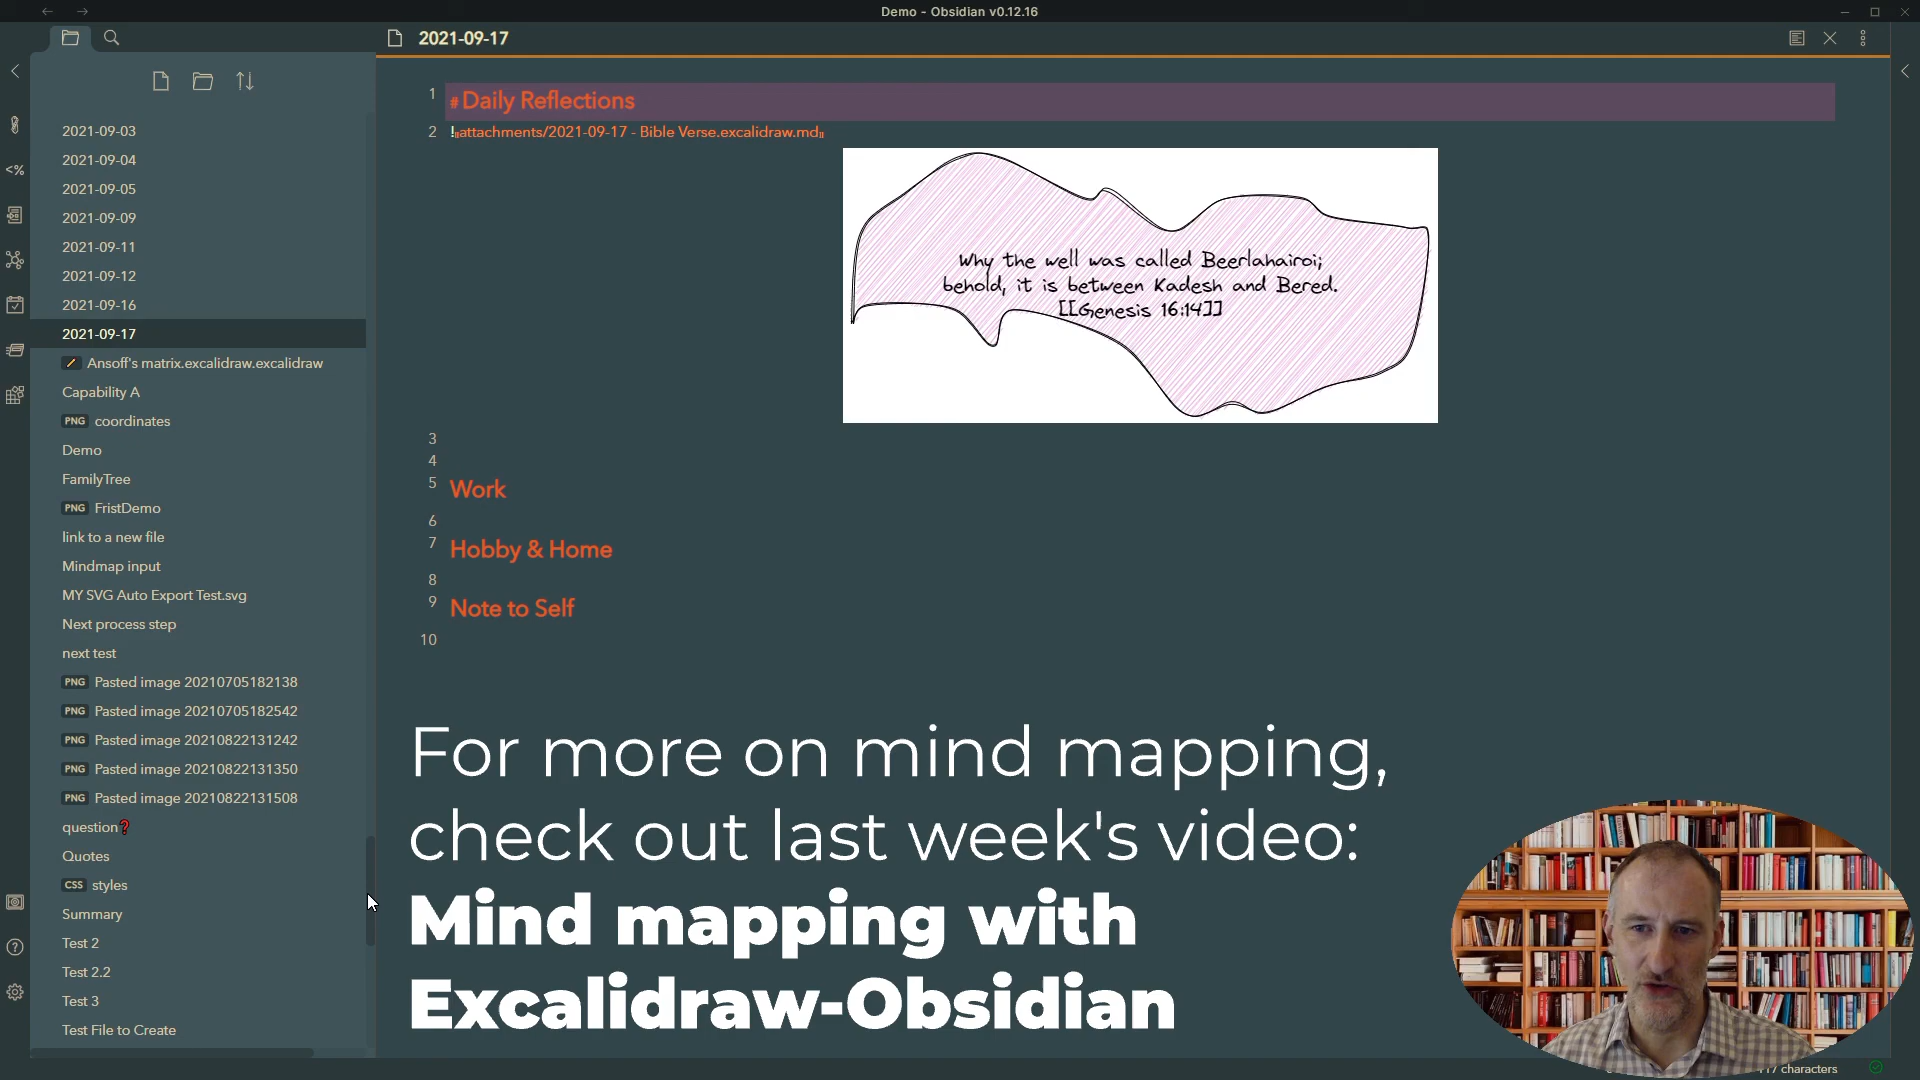 Demo - Obsidian v0.12.16
2021-09-17
2021-09-03
2021-09-04
2021-09-05
2021-09-09
2021-09-11
2021-09-12
2021-09-16
2021-09-17
Ansoff's matrix.excalidraw.excalidraw
Capability A
PNG coordinates
Demo
FamilyTree
PNG FristDemo
link to a new file
Mindmap input
MY SVG Auto Export Test.svg
Next process step
next test
PNG Pasted image 20210705182138
PNG Pasted image 20210705182542
PNG Pasted image 20210822131242
PNG Pasted image 20210822131350
PNG Pasted image 20210822131508
question❓
Quotes
CSS styles
Summary
Test 2
Test 2.2
Test 3
Test File to Create
1 # Daily Reflections
2 ![[attachments/2021-09-17 - Bible Verse.excalidraw.md]]
Why the well was called Beerlahairoi;
behold, it is between Kadesh and Bered.
[[Genesis 16:14]]
3
4
5 Work
6
7 Hobby & Home
8
9 Note to Self
10
For more on mind mapping,
check out last week's video:
Mind mapping with
Excalidraw-Obsidian
characters